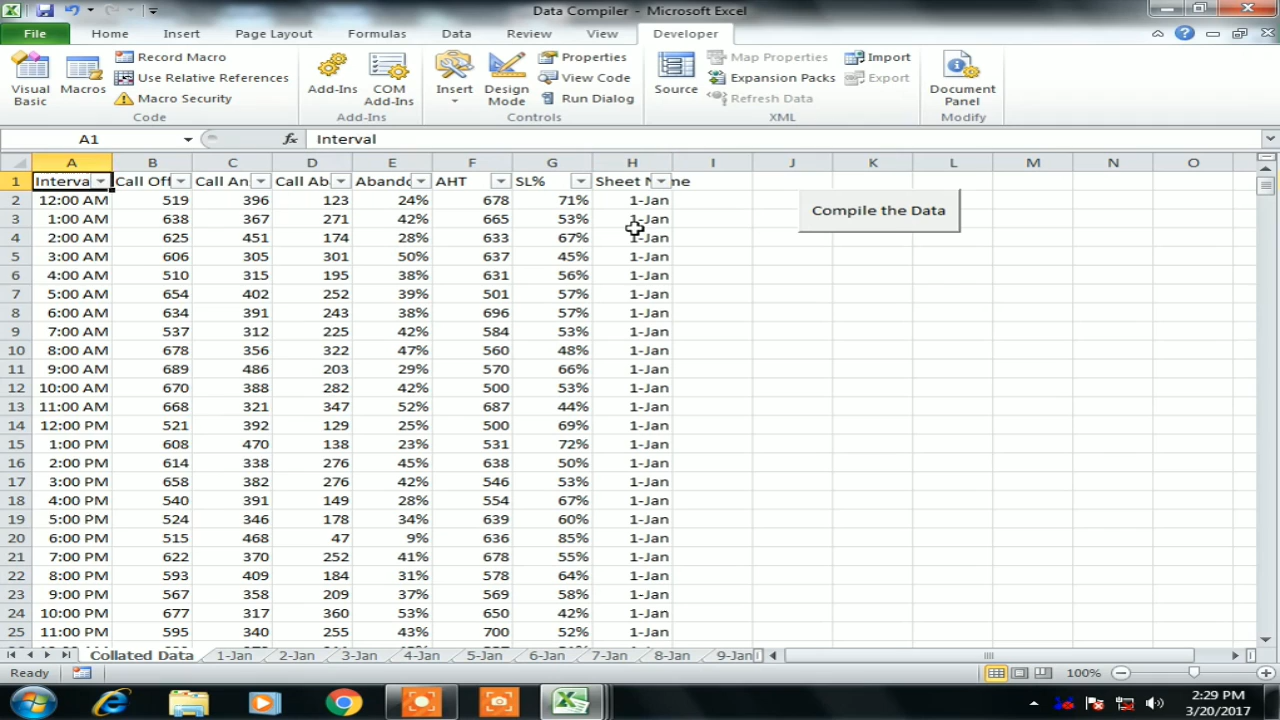 Data Compiler - Microsoft Excel
File Home Insert Page Layout Formulas Data Review View Developer
Visual Basic
Macros
Record Macro
Use Relative References
Macro Security
Code
Add-Ins
COM Add-Ins
Add-Ins
Insert
Design Mode
Properties
View Code
Run Dialog
Controls
Source
Map Properties
Expansion Packs
Refresh Data
Import
Export
XML
Document Panel
Modify
A1 fx Interval
A B C D E F G H I J K L M N O
1 Interva Call Off Call An Call Ab Abando AHT SL% Sheet N me
2 12:00 AM 519 396 123 24% 678 71% 1-Jan
Compile the Data
3 1:00 AM 638 367 271 42% 665 53% 1-Jan
4 2:00 AM 625 451 174 28% 633 67% 1-Jan
5 3:00 AM 606 305 301 50% 637 45% 1-Jan
6 4:00 AM 510 315 195 38% 631 56% 1-Jan
7 5:00 AM 654 402 252 39% 501 57% 1-Jan
8 6:00 AM 634 391 243 38% 696 57% 1-Jan
9 7:00 AM 537 312 225 42% 584 53% 1-Jan
10 8:00 AM 678 356 322 47% 560 48% 1-Jan
11 9:00 AM 689 486 203 29% 570 66% 1-Jan
12 10:00 AM 670 388 282 42% 500 53% 1-Jan
13 11:00 AM 668 321 347 52% 687 44% 1-Jan
14 12:00 PM 521 392 129 25% 500 69% 1-Jan
15 1:00 PM 608 470 138 23% 531 72% 1-Jan
16 2:00 PM 614 338 276 45% 638 50% 1-Jan
17 3:00 PM 658 382 276 42% 546 53% 1-Jan
18 4:00 PM 540 391 149 28% 554 67% 1-Jan
19 5:00 PM 524 346 178 34% 639 60% 1-Jan
20 6:00 PM 515 468 47 9% 636 85% 1-Jan
21 7:00 PM 622 370 252 41% 678 55% 1-Jan
22 8:00 PM 593 409 184 31% 578 64% 1-Jan
23 9:00 PM 567 358 209 37% 569 58% 1-Jan
24 10:00 PM 677 317 360 53% 650 42% 1-Jan
25 11:00 PM 595 340 255 43% 700 52% 1-Jan
Collated Data 1-Jan 2-Jan 3-Jan 4-Jan 5-Jan 6-Jan 7-Jan 8-Jan 9-Jan
Ready 100%
2:29 PM
3/20/2017